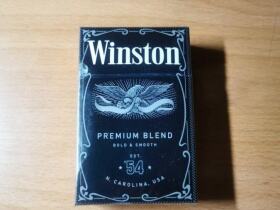 Winston
PREMIUM BLEND
BOLD & SMOOTH
EST.
54
N. CAROLINA, USA